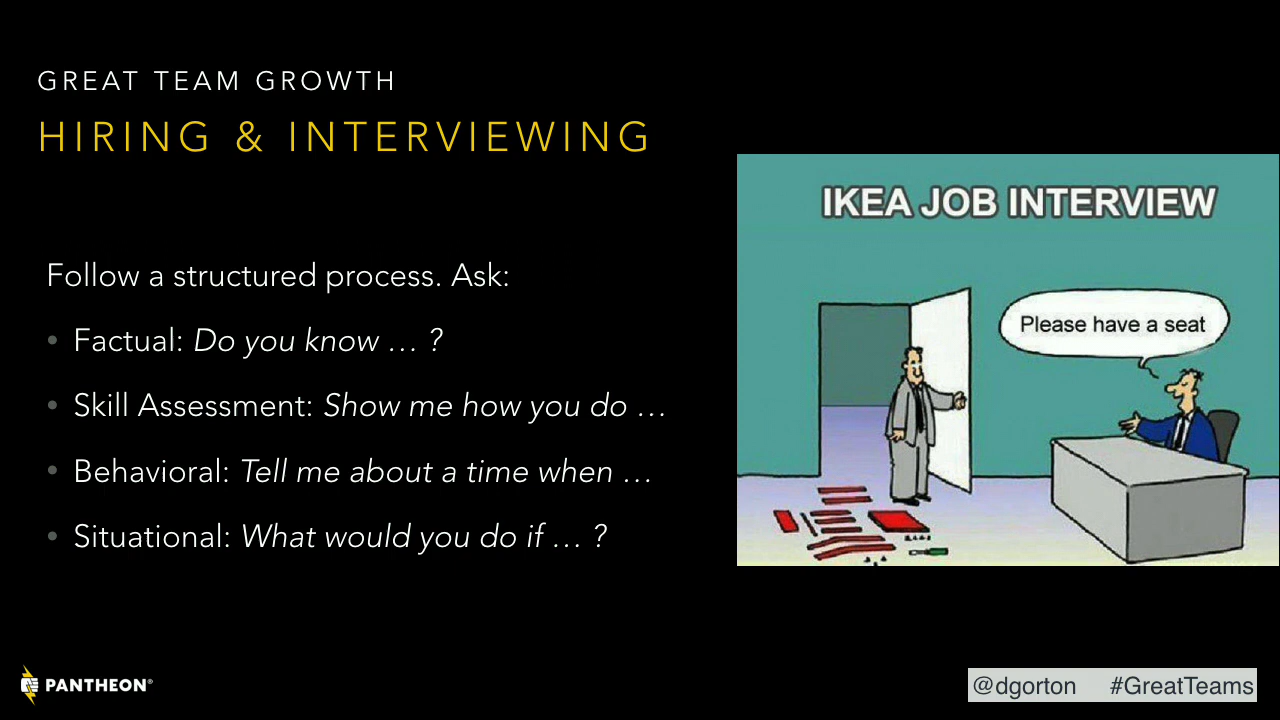 GREAT TEAM GROWTH
HIRING & INTERVIEWING
Follow a structured process. Ask:
• Factual: Do you know … ?
• Skill Assessment: Show me how you do …
• Behavioral: Tell me about a time when …
• Situational: What would you do if … ?
IKEA JOB INTERVIEW
Please have a seat
PANTHEON®
@dgorton #GreatTeams